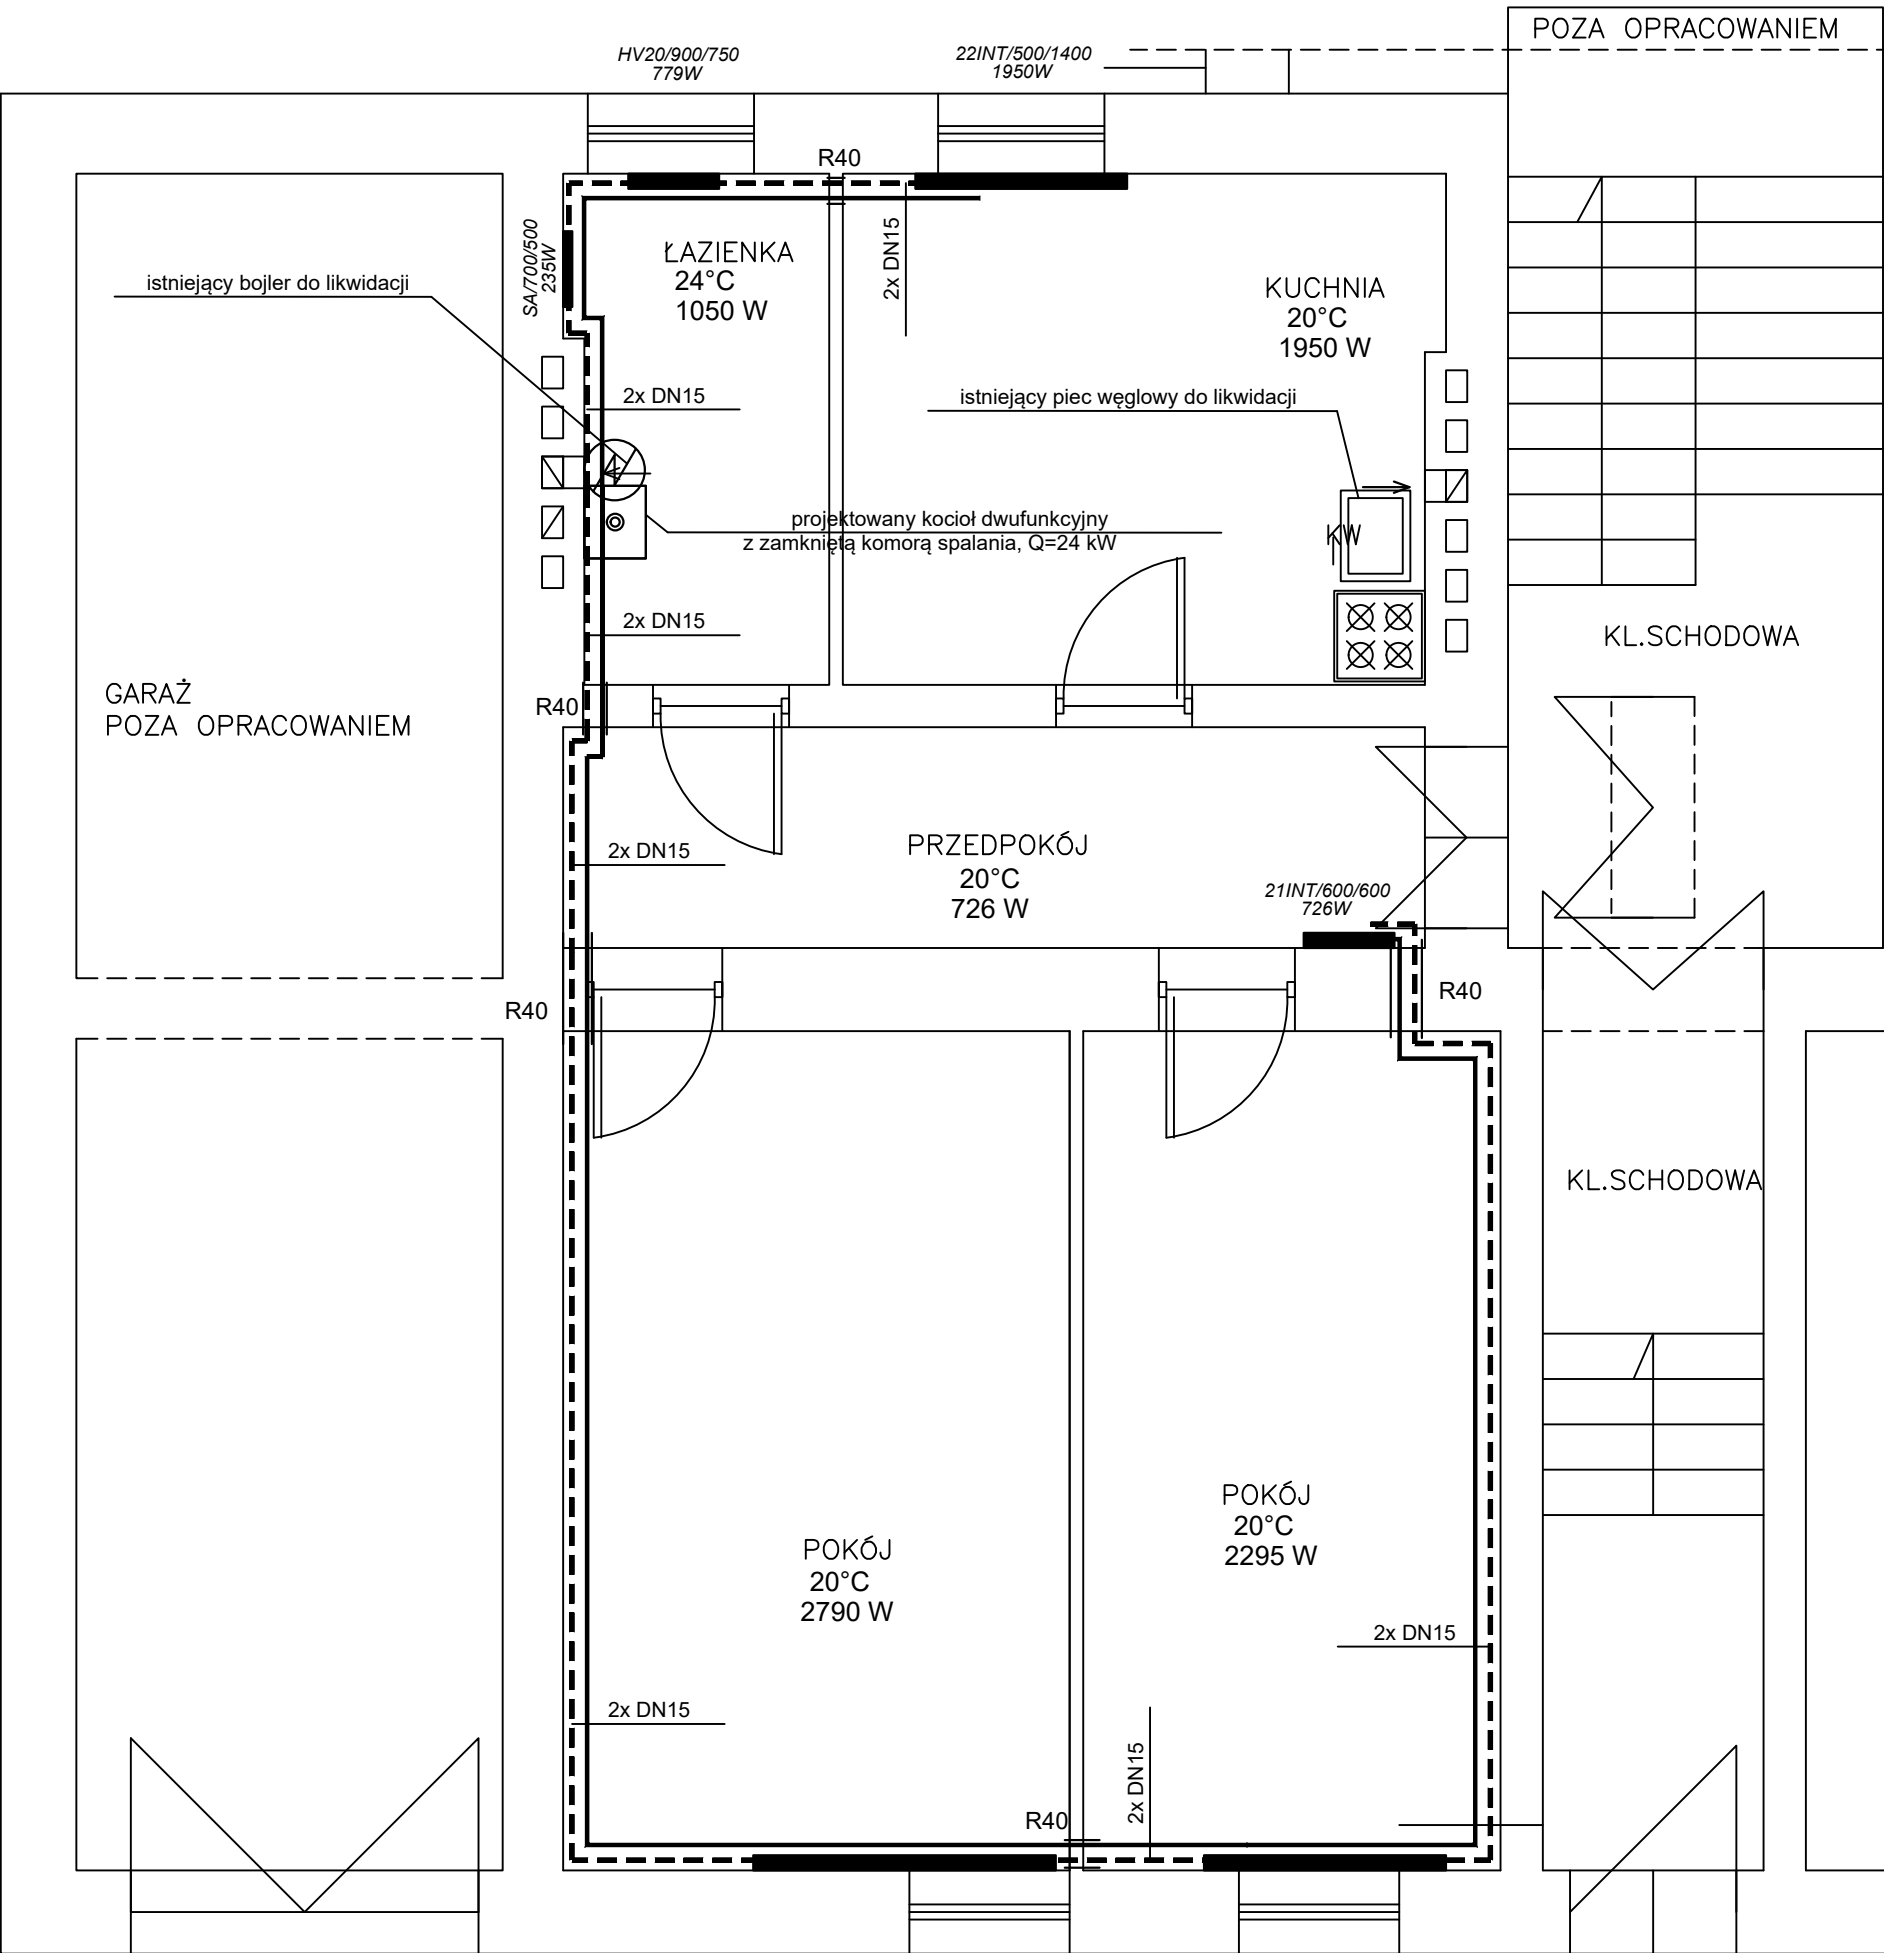 POZA OPRACOWANIEM
HV20/900/750
779W
22INT/500/1400
1950W
R40
SA/700/500
235W
ŁAZIENKA
24°C
1050 W
2x DN15
KUCHNIA
20°C
1950 W
istniejący bojler do likwidacji
2x DN15
istniejący piec węglowy do likwidacji
projektowany kocioł dwufunkcyjny
z zamkniętą komorą spalania, Q=24 kW
KW
2x DN15
KL.SCHODOWA
GARAŻ
POZA OPRACOWANIEM
R40
2x DN15
PRZEDPOKÓJ
20°C
726 W
21INT/600/600
726W
R40
R40
KL.SCHODOWA
POKÓJ
20°C
2295 W
POKÓJ
20°C
2790 W
2x DN15
2x DN15
2x DN15
R40